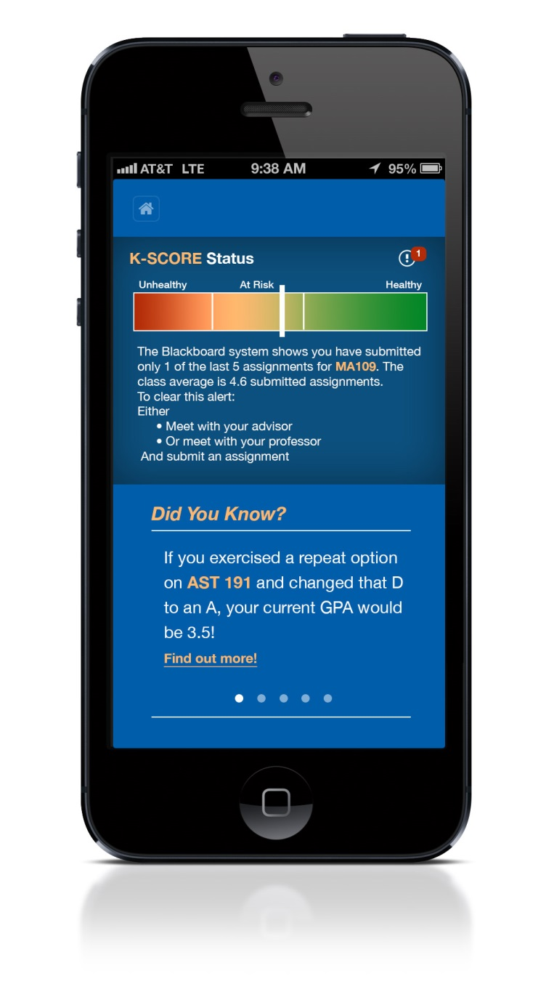 AT&T LTE 9:38 AM 95%
K-SCORE Status 1
Unhealthy At Risk Healthy
The Blackboard system shows you have submitted
only 1 of the last 5 assignments for MA109. The
class average is 4.6 submitted assignments.
To clear this alert:
Either
• Meet with your advisor
• Or meet with your professor
And submit an assignment
Did You Know?
If you exercised a repeat option
on AST 191 and changed that D
to an A, your current GPA would
be 3.5!
Find out more!